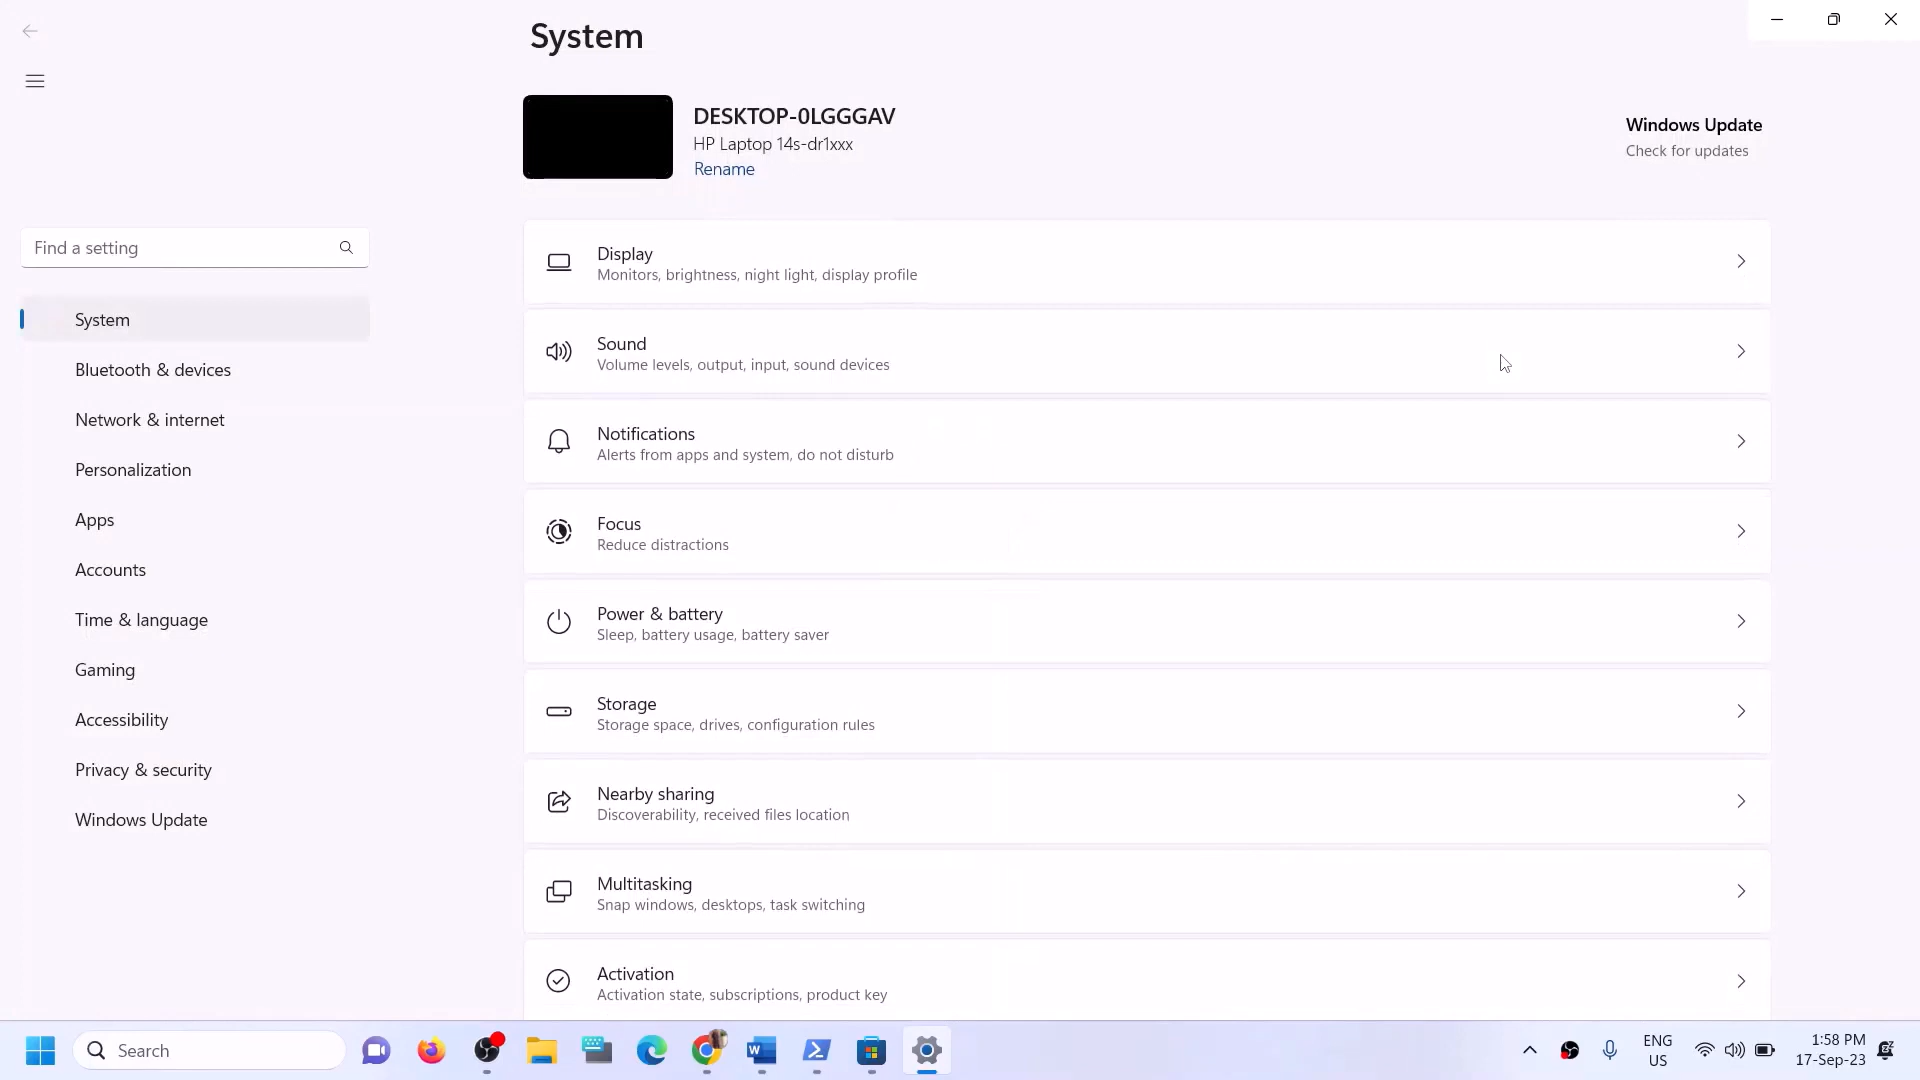 System
DESKTOP-0LGGGAV
HP Laptop 14s-dr1xxx
Rename
Windows Update
Check for updates
Find a setting
System
Bluetooth & devices
Network & internet
Personalization
Apps
Accounts
Time & language
Gaming
Accessibility
Privacy & security
Windows Update
Display
Monitors, brightness, night light, display profile
Sound
Volume levels, output, input, sound devices
Notifications
Alerts from apps and system, do not disturb
Focus
Reduce distractions
Power & battery
Sleep, battery usage, battery saver
Storage
Storage space, drives, configuration rules
Nearby sharing
Discoverability, received files location
Multitasking
Snap windows, desktops, task switching
Activation
Activation state, subscriptions, product key
Search
ENG
US
1:58 PM
17-Sep-23